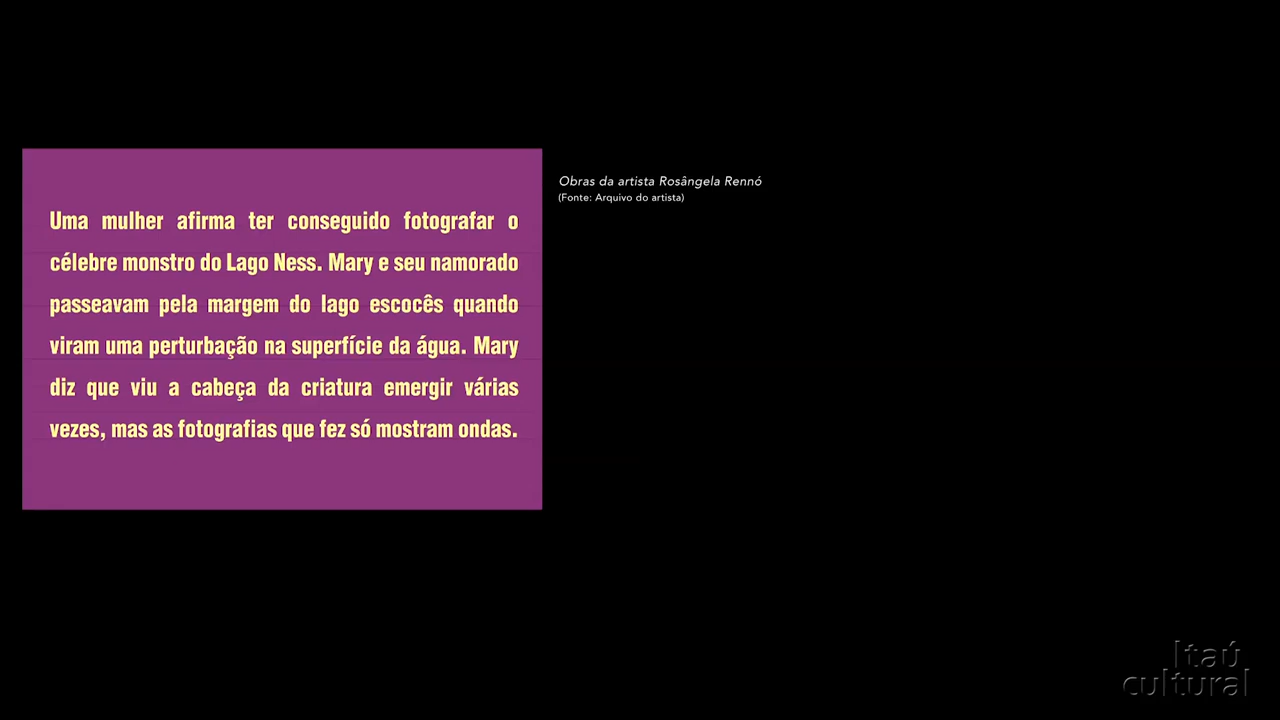 Uma mulher afirma ter conseguido fotografar o
célebre monstro do Lago Ness. Mary e seu namorado
passeavam pela margem do lago escocês quando
viram uma perturbação na superfície da água. Mary
diz que viu a cabeça da criatura emergir várias
vezes, mas as fotografias que fez só mostram ondas.
Obras da artista Rosângela Rennó
(Fonte: Arquivo do artista)
Itaú
cultural